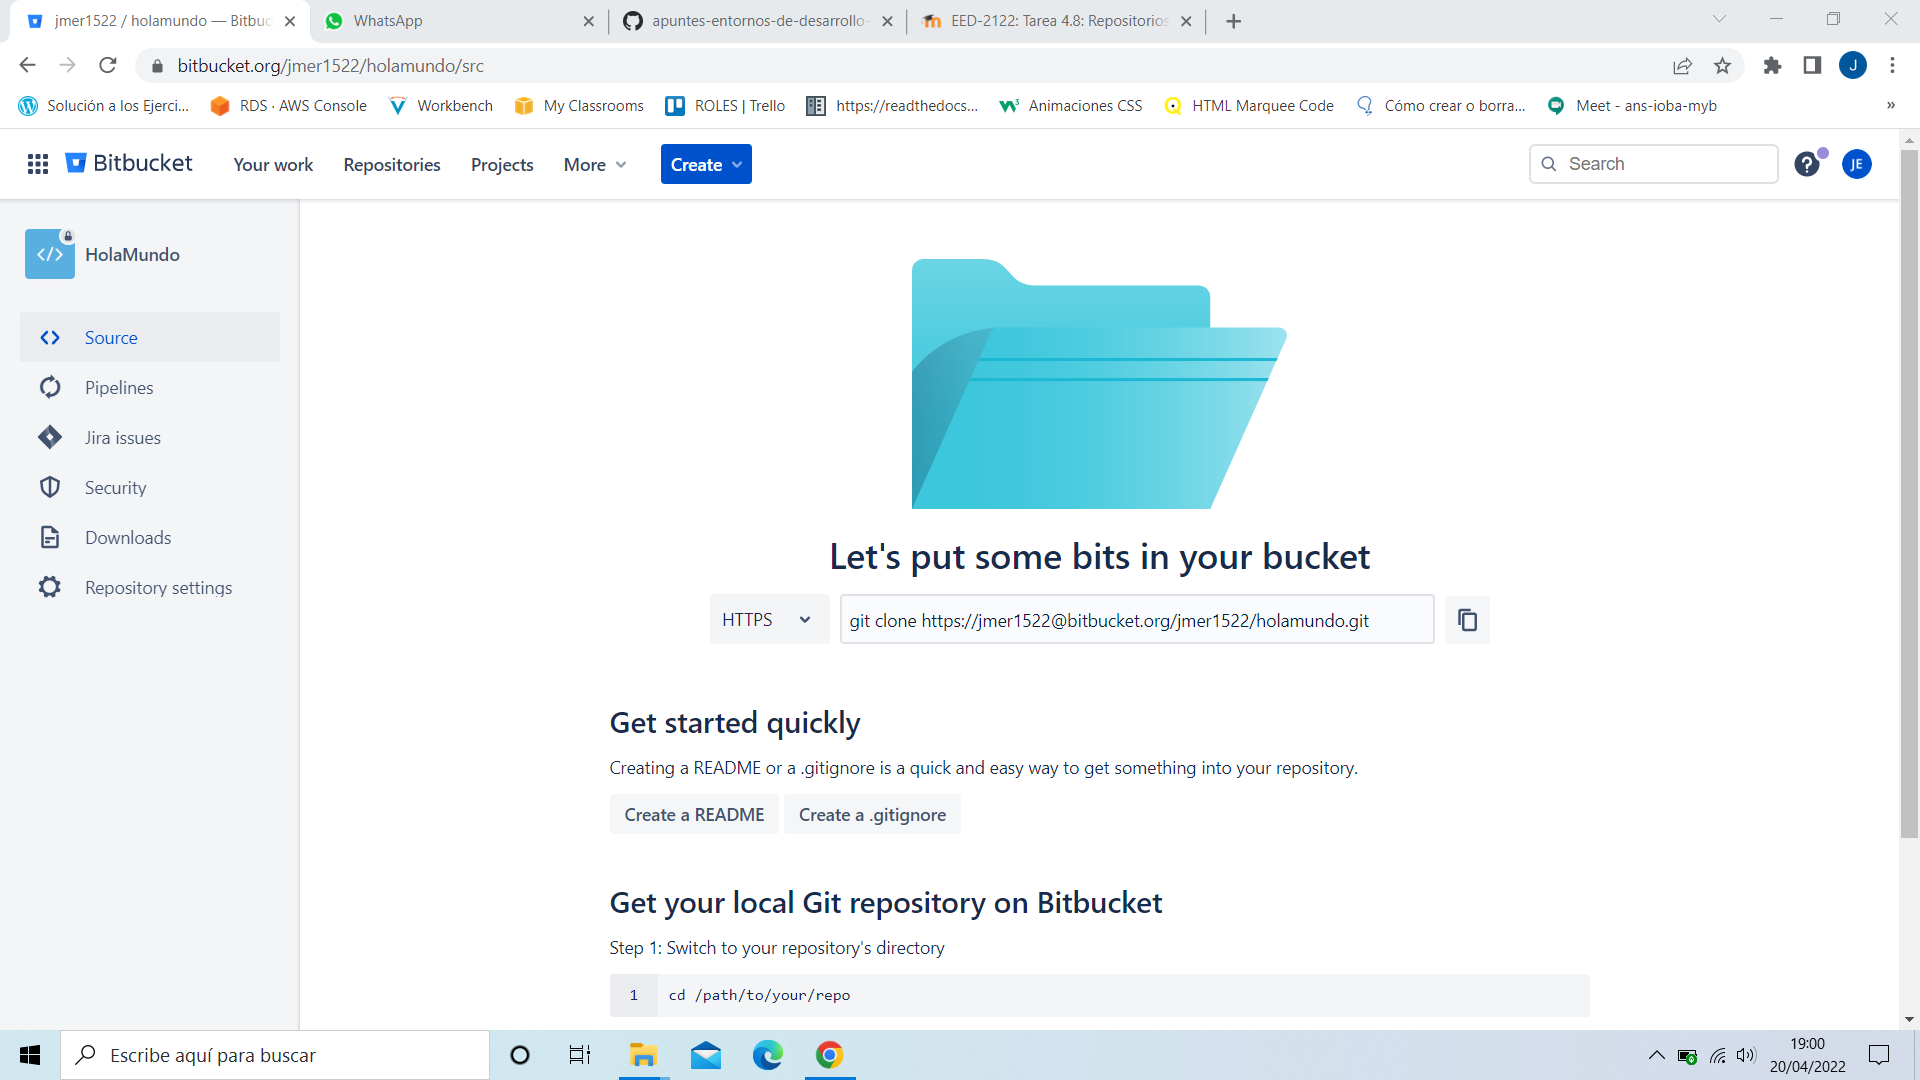 jmer1522 / holamundo — Bitbuc
WhatsApp
apuntes-entornos-de-desarrollo-
EED-2122: Tarea 4.8: Repositorios
bitbucket.org/jmer1522/holamundo/src
J
Solución a los Ejerci...
RDS · AWS Console
Workbench
My Classrooms
ROLES | Trello
https://readthedocs...
Animaciones CSS
HTML Marquee Code
Cómo crear o borra...
Meet - ans-ioba-myb
»
Bitbucket
Your work
Repositories
Projects
More
Create
Search
JE
HolaMundo
Source
Pipelines
Jira issues
Security
Downloads
Repository settings
Let's put some bits in your bucket
HTTPS
git clone https://jmer1522@bitbucket.org/jmer1522/holamundo.git
Get started quickly
Creating a README or a .gitignore is a quick and easy way to get something into your repository.
Create a README
Create a .gitignore
Get your local Git repository on Bitbucket
Step 1: Switch to your repository's directory
1 cd /path/to/your/repo
Escribe aquí para buscar
19:00
20/04/2022